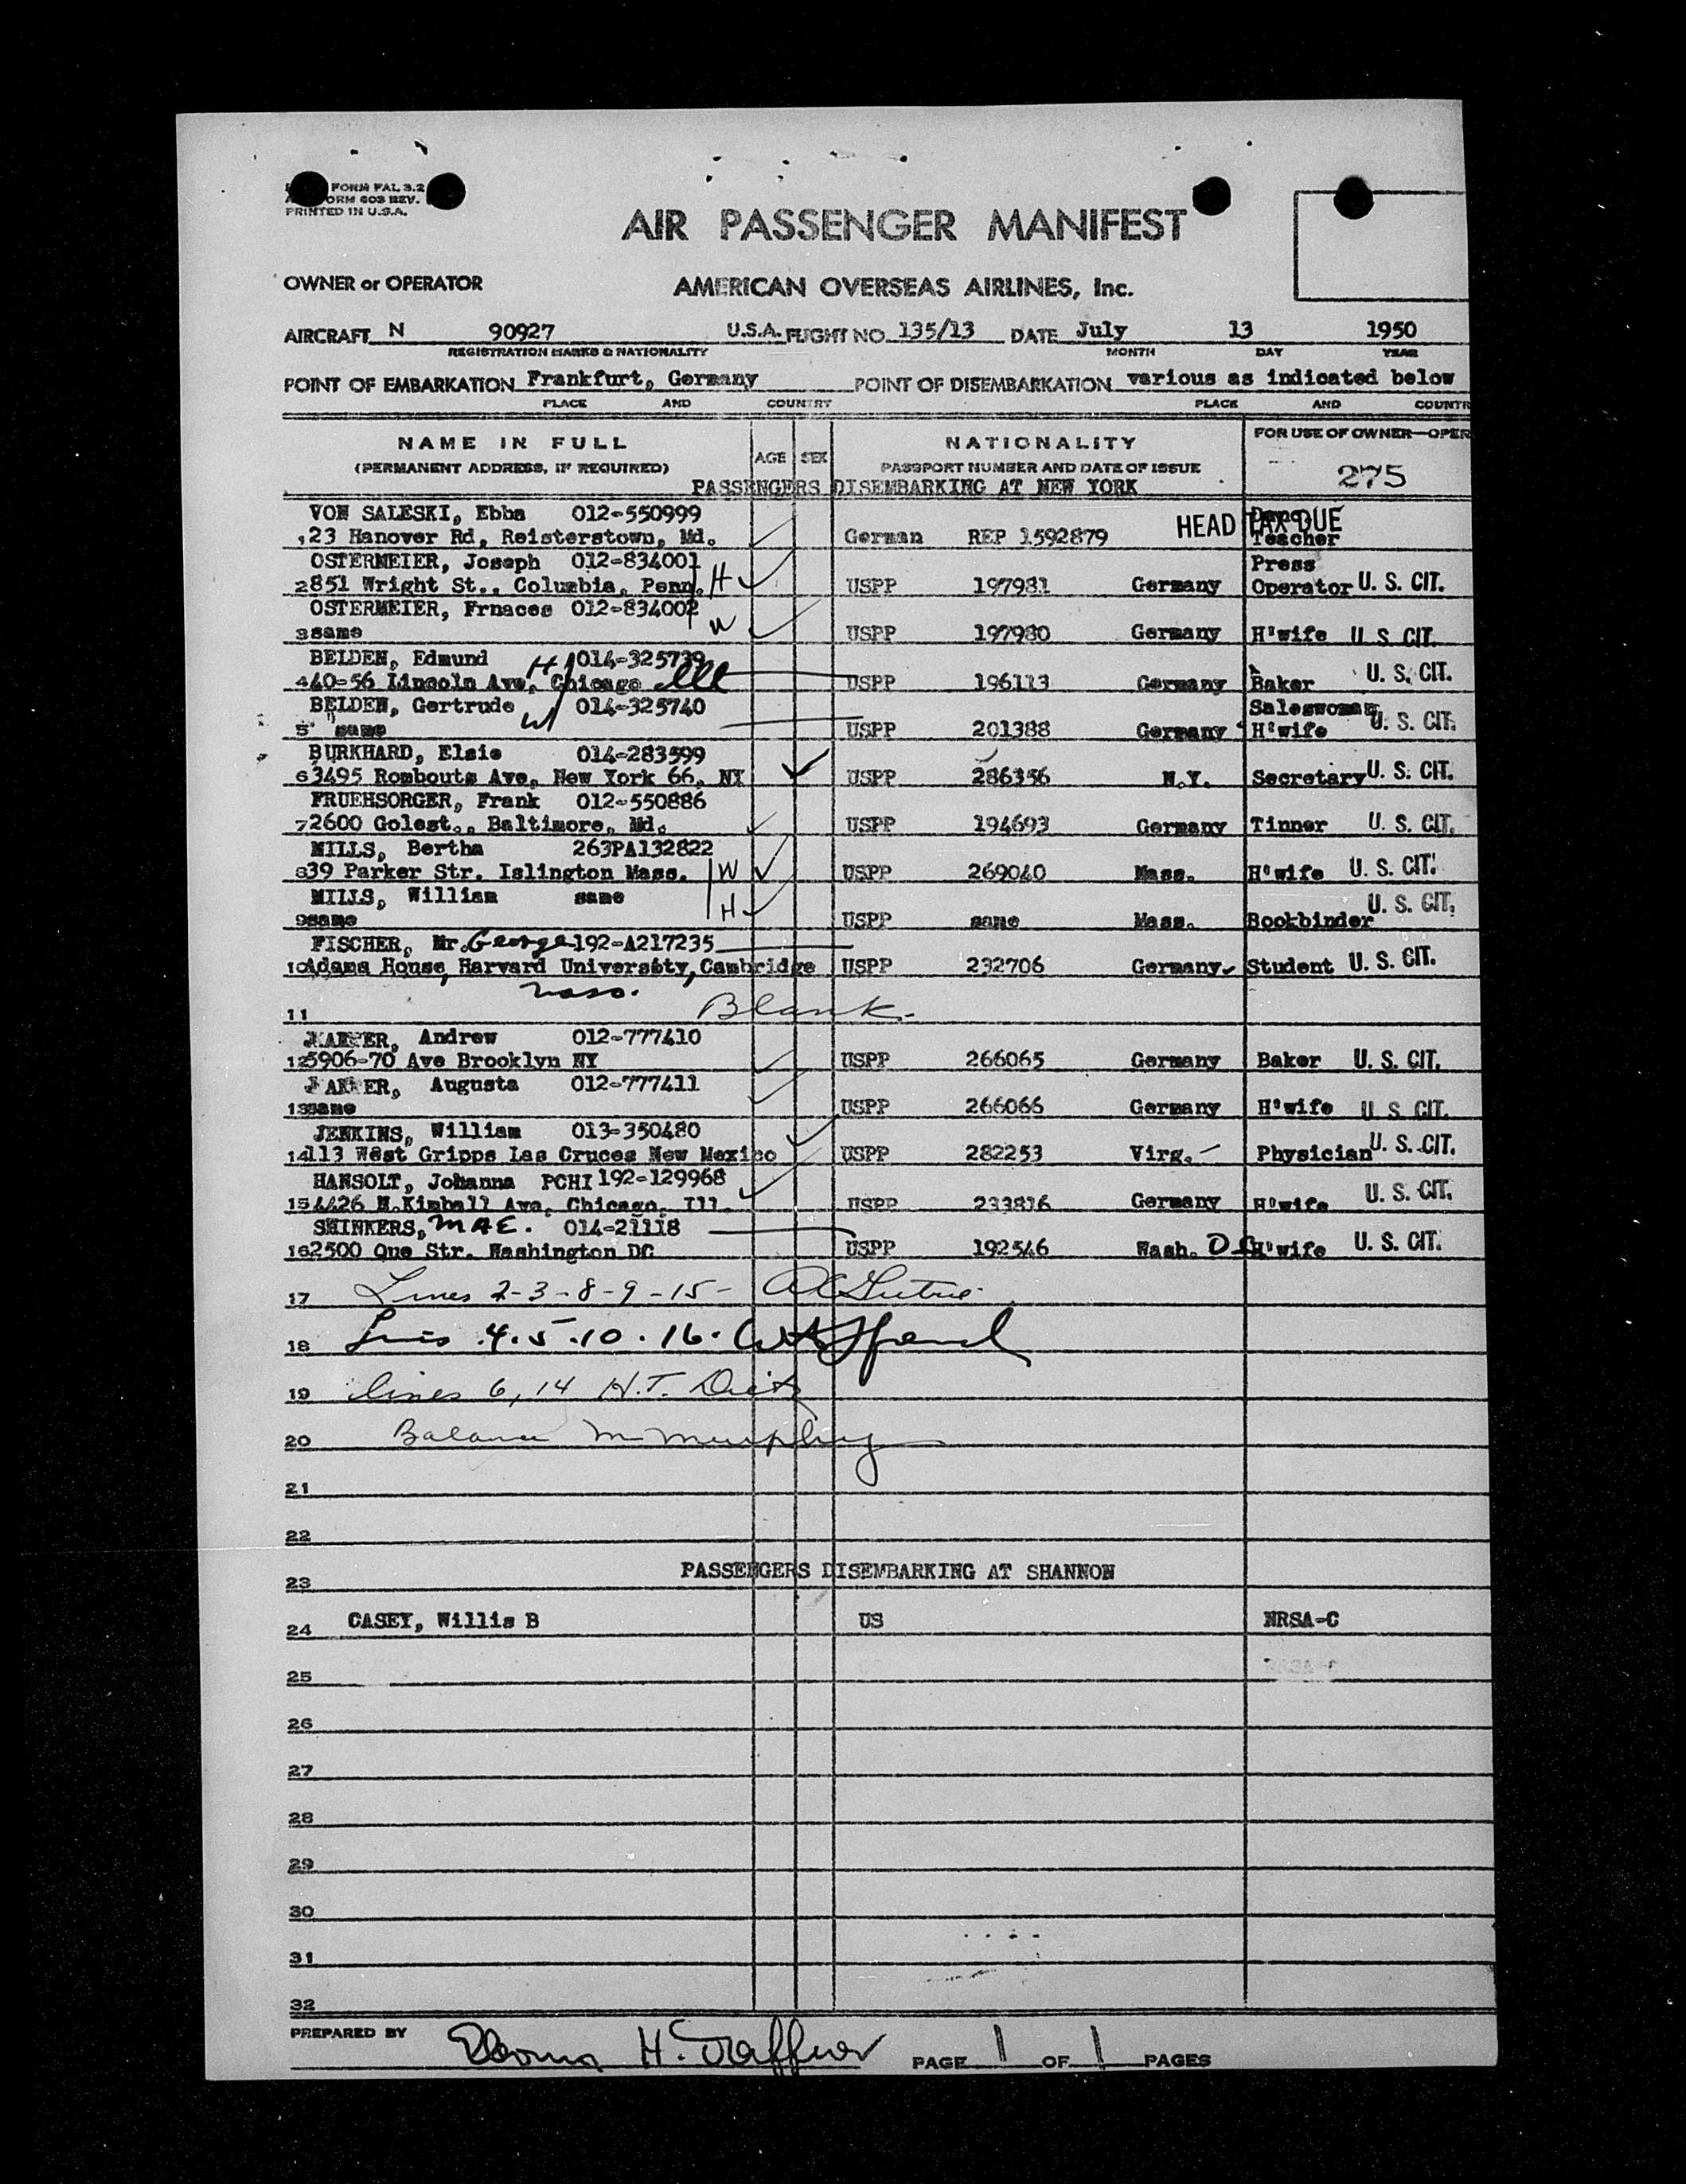 FORM FAL 3.2
FORM 603 REV.
PRINTED IN U.S.A.
AIR PASSENGER MANIFEST
OWNER or OPERATOR AMERICAN OVERSEAS AIRLINES, Inc.
AIRCRAFT N 90927 U.S.A. FLIGHT NO. 135/13 DATE July 13 1950
REGISTRATION MARKS & NATIONALITY MONTH DAY YEAR
POINT OF EMBARKATION Frankfurt, Germany POINT OF DISEMBARKATION various as indicated below
PLACE AND COUNTRY PLACE AND COUNTR
NAME IN FULL AGE SEX NATIONALITY FOR USE OF OWNER—OPER
(PERMANENT ADDRESS, IF REQUIRED) PASSPORT NUMBER AND DATE OF ISSUE 275
PASSENGERS DISEMBARKING AT NEW YORK
VON SALESKI, Ebba 012-550999 HEAD TAX DUE
23 Hanover Rd, Reisterstown, Md. German REP 1592879 Teacher
OSTERMEIER, Joseph 012-834001 Press
2 851 Wright St., Columbia, Penn. H USPP 197981 Germany Operator U. S. CIT.
OSTERMEIER, Frnaces 012-834002 W
3 same USPP 197980 Germany H'wife U S CIT.
BELDEN, Edmund H 014-325739
4 40-56 Lincoln Ave, Chicago Ill USPP 196113 Germany Baker U. S. CIT.
BELDEN, Gertrude W 014-325740 Saleswoman
5 " same USPP 201388 Germany H'wife U. S. CIT.
BURKHARD, Elsie 014-283599
6 3495 Rombouts Ave, New York 66, NY USPP 286356 N.Y. Secretary U. S. CIT.
FRUEHSORGER, Frank 012-550886
7 2600 Golest., Baltimore, Md. USPP 194693 Germany Tinner U. S. CIT.
MILLS, Bertha 263PA132822
8 39 Parker Str. Islington Mass. W USPP 269040 Mass. H'wife U. S. CIT.
MILLS, William same H
9 same USPP same Mass. Bookbinder U. S. CIT.
FISCHER, Mr. George 192-A217235
10 Adams House, Harvard Universöty, Cambridge USPP 232706 Germany Student U. S. CIT.
Mass.
11 Blank.
Andrew 012-777410
12 5906-70 Ave Brooklyn NY USPP 266065 Germany Baker U. S. CIT.
Augusta 012-777411
13 same USPP 266066 Germany H'wife U S CIT.
JENKINS, William 013-350480
14 113 West Gripps Las Cruces New Mexico USPP 282253 Virg. Physician U. S. CIT.
HANSOLT, Johanna PCHI 192-129968
15 4426 N.Kimball Ave, Chicago, Ill. USPP 233816 Germany H'wife U. S. CIT.
SHINKERS, MAE. 014-21118
16 2500 Que Str. Washington DC USPP 192546 Wash. D.C. H'wife U. S. CIT.
17 Lines 2-3-8-9-15-
18 4.5.10.16.
19 lines 6, 14 H.T. Dietz
20 Balance M Murphy
21
22
PASSENGERS DISEMBARKING AT SHANNON
23
24 CASEY, Willis B US NRSA-C
25
26
27
28
29
30
31
32
PREPARED BY H. PAGE 1 OF 1 PAGES